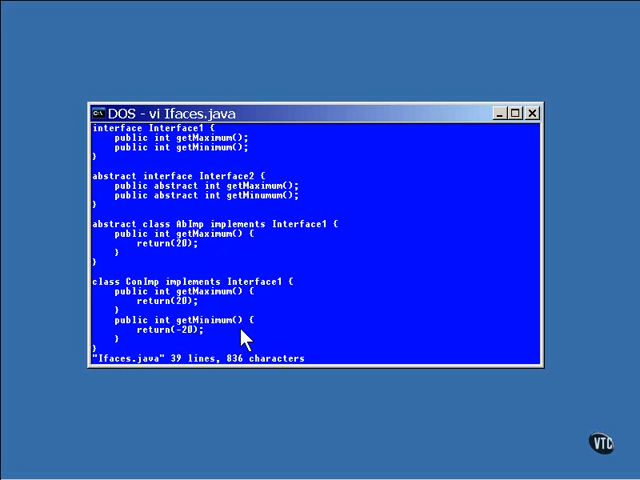 DOS - vi Ifaces.java
interface Interface1 {
public int getMaximum();
public int getMinimum();
}
abstract interface Interface2 {
public abstract int getMaximum();
public abstract int getMinumum();
}
abstract class AbImp implements Interface1 {
public int getMaximum() {
return(20);
}
}
class ConImp implements Interface1 {
public int getMaximum() {
return(20);
}
public int getMinimum() {
return(-20);
}
}
"Ifaces.java" 39 lines, 836 characters
VTC